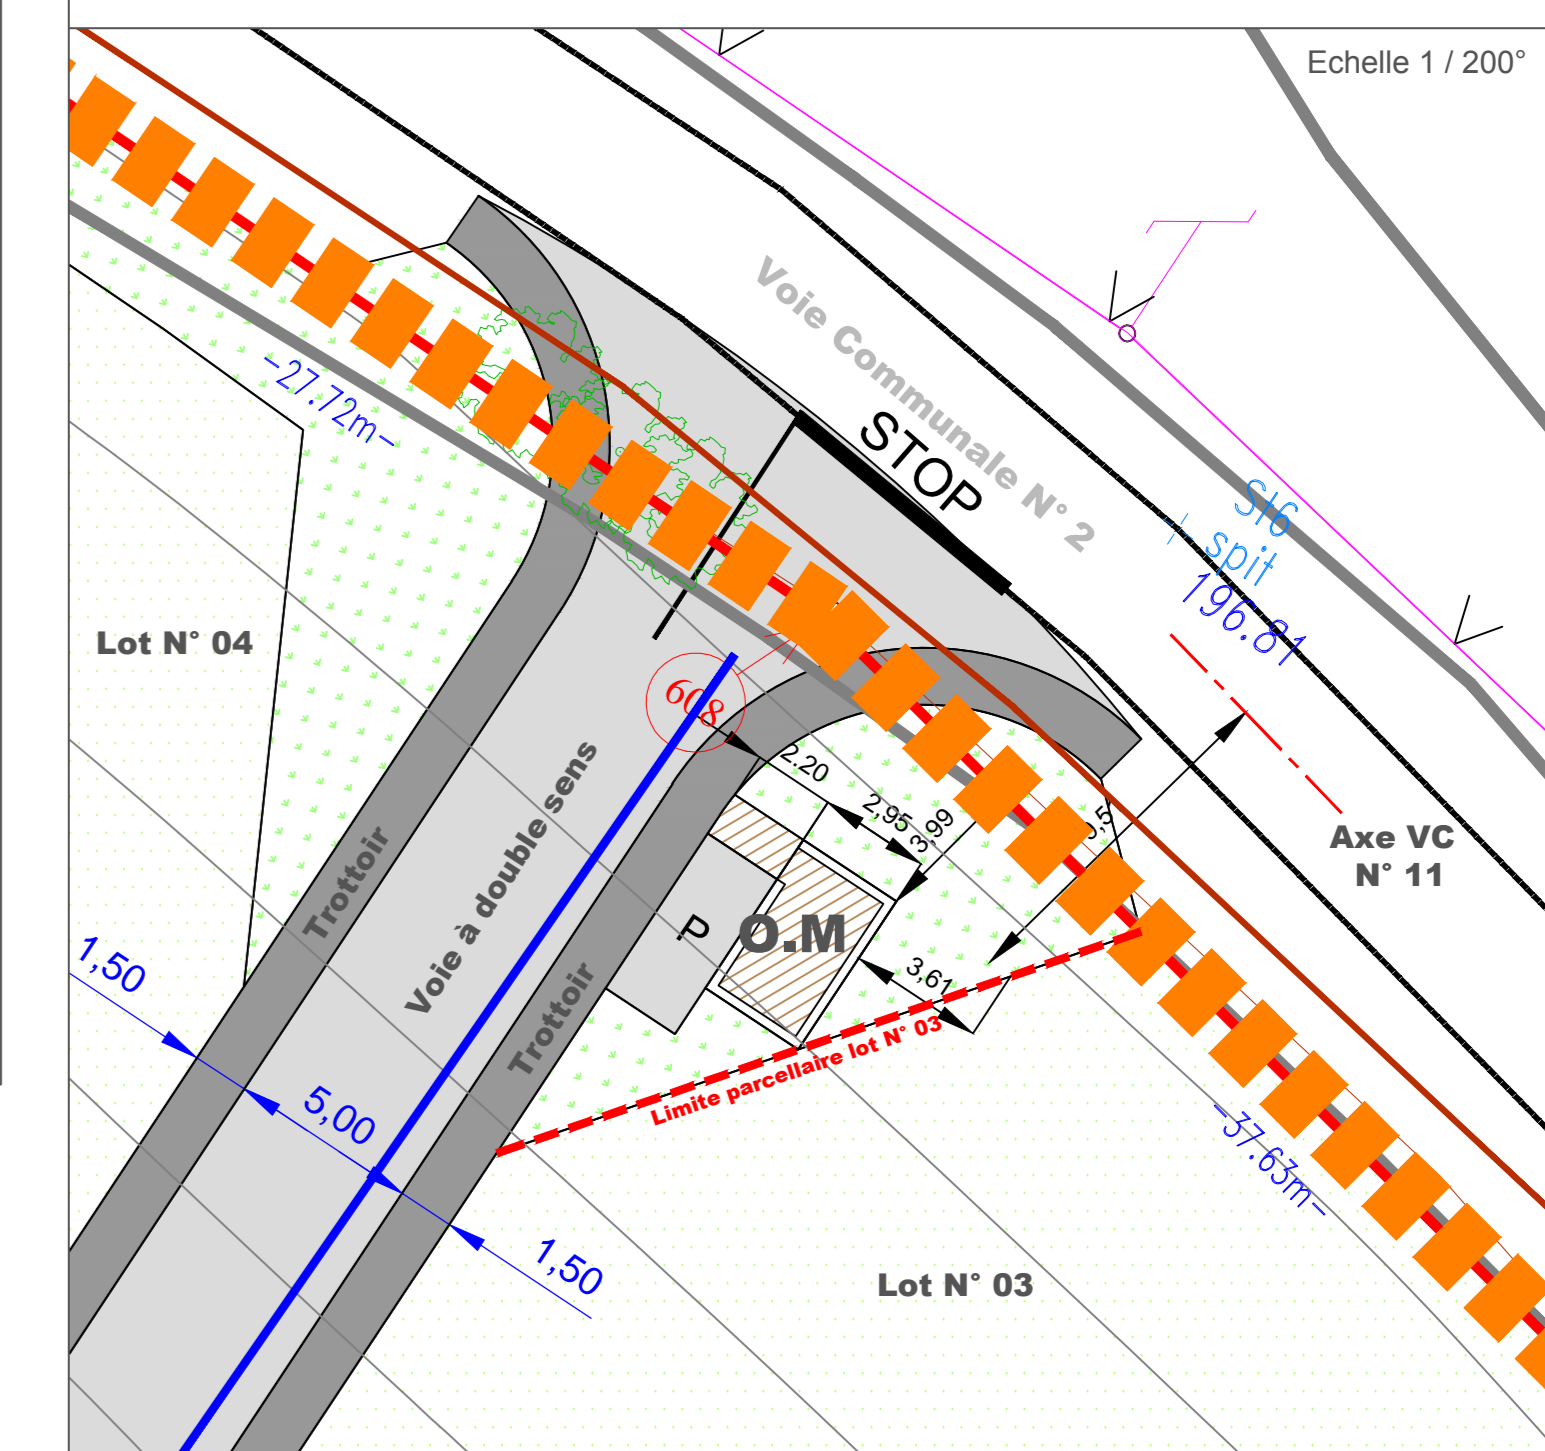 Echelle 1 / 200°
Voie Communale N° 2
STOP
St6
spit
196.81
-27.72m-
Lot N° 04
608
2.20
2,95
3,99
Axe VC
N° 11
Trottoir
Voie à double sens
P
O.M
3,61
1,50
Trottoir
Limite parcellaire lot N° 03
5,00
-37.63m-
1,50
Lot N° 03